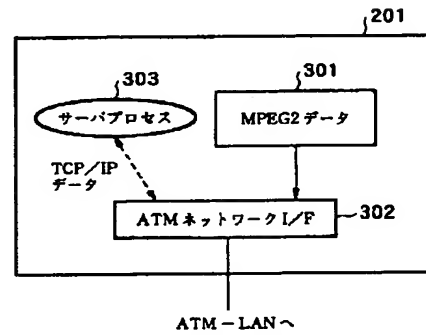 201
303
301
サーバプロセス
MPEG2データ
TCP/IP
データ
ATMネットワークI/F
302
ATM-LANへ